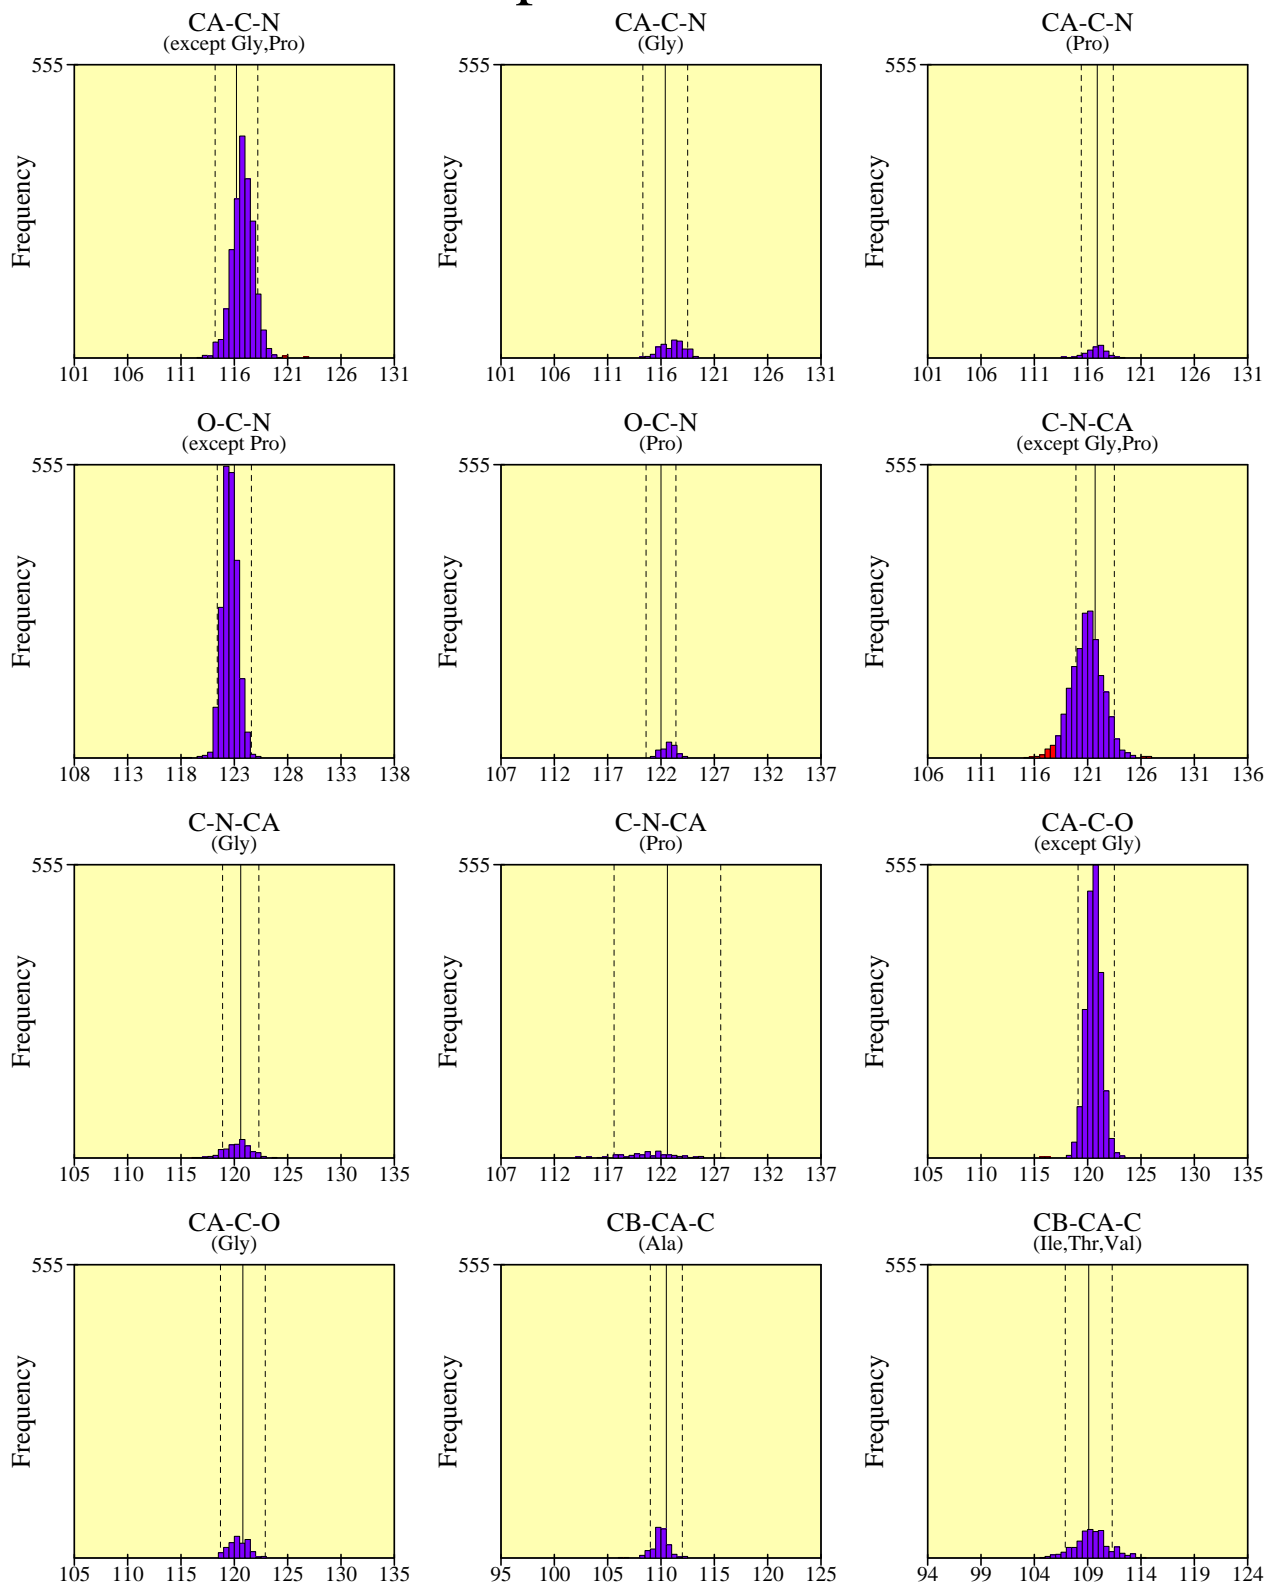 CA-C-N CA-C-N CA-C-N
(except Gly,Pro) (Gly) (Pro)
555 555 555
Frequency Frequency Frequency
101 106 111 116 121 126 131 101 106 111 116 121 126 131 101 106 111 116 121 126 131
O-C-N O-C-N C-N-CA
(except Pro) (Pro) (except Gly,Pro)
555 555 555
Frequency Frequency Frequency
108 113 118 123 128 133 138 107 112 117 122 127 132 137 106 111 116 121 126 131 136
C-N-CA C-N-CA CA-C-O
(Gly) (Pro) (except Gly)
555 555 555
Frequency Frequency Frequency
105 110 115 120 125 130 135 107 112 117 122 127 132 137 105 110 115 120 125 130 135
CA-C-O CB-CA-C CB-CA-C
(Gly) (Ala) (Ile,Thr,Val)
555 555 555
Frequency Frequency Frequency
105 110 115 120 125 130 135 95 100 105 110 115 120 125 94 99 104 109 114 119 124